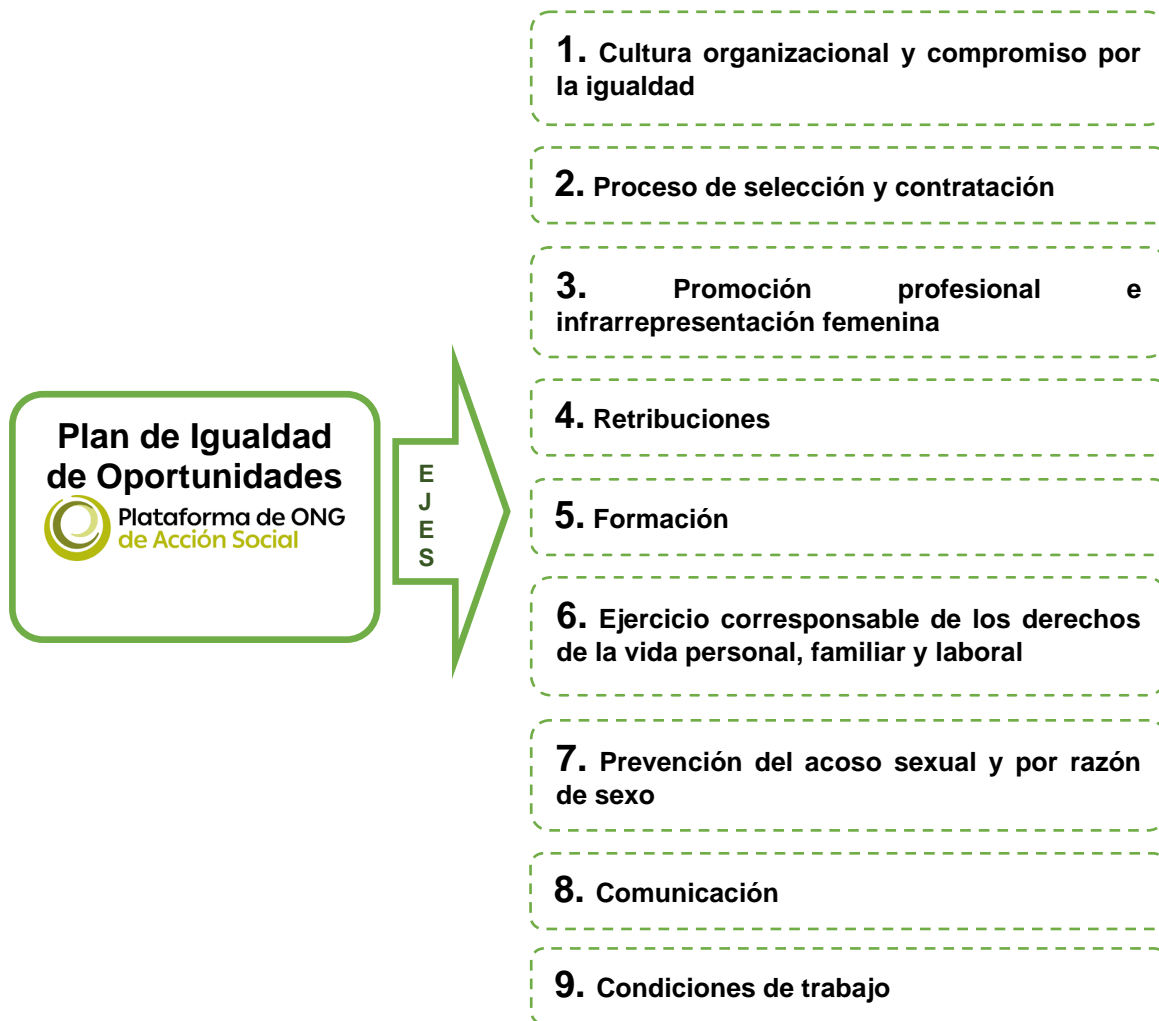 Plan de Igualdad
de Oportunidades
Plataforma de ONG
de Acción Social
E
J
E
S
1. Cultura organizacional y compromiso por
la igualdad
2. Proceso de selección y contratación
3. Promoción profesional e
infrarrepresentación femenina
4. Retribuciones
5. Formación
6. Ejercicio corresponsable de los derechos
de la vida personal, familiar y laboral
7. Prevención del acoso sexual y por razón
de sexo
8. Comunicación
9. Condiciones de trabajo